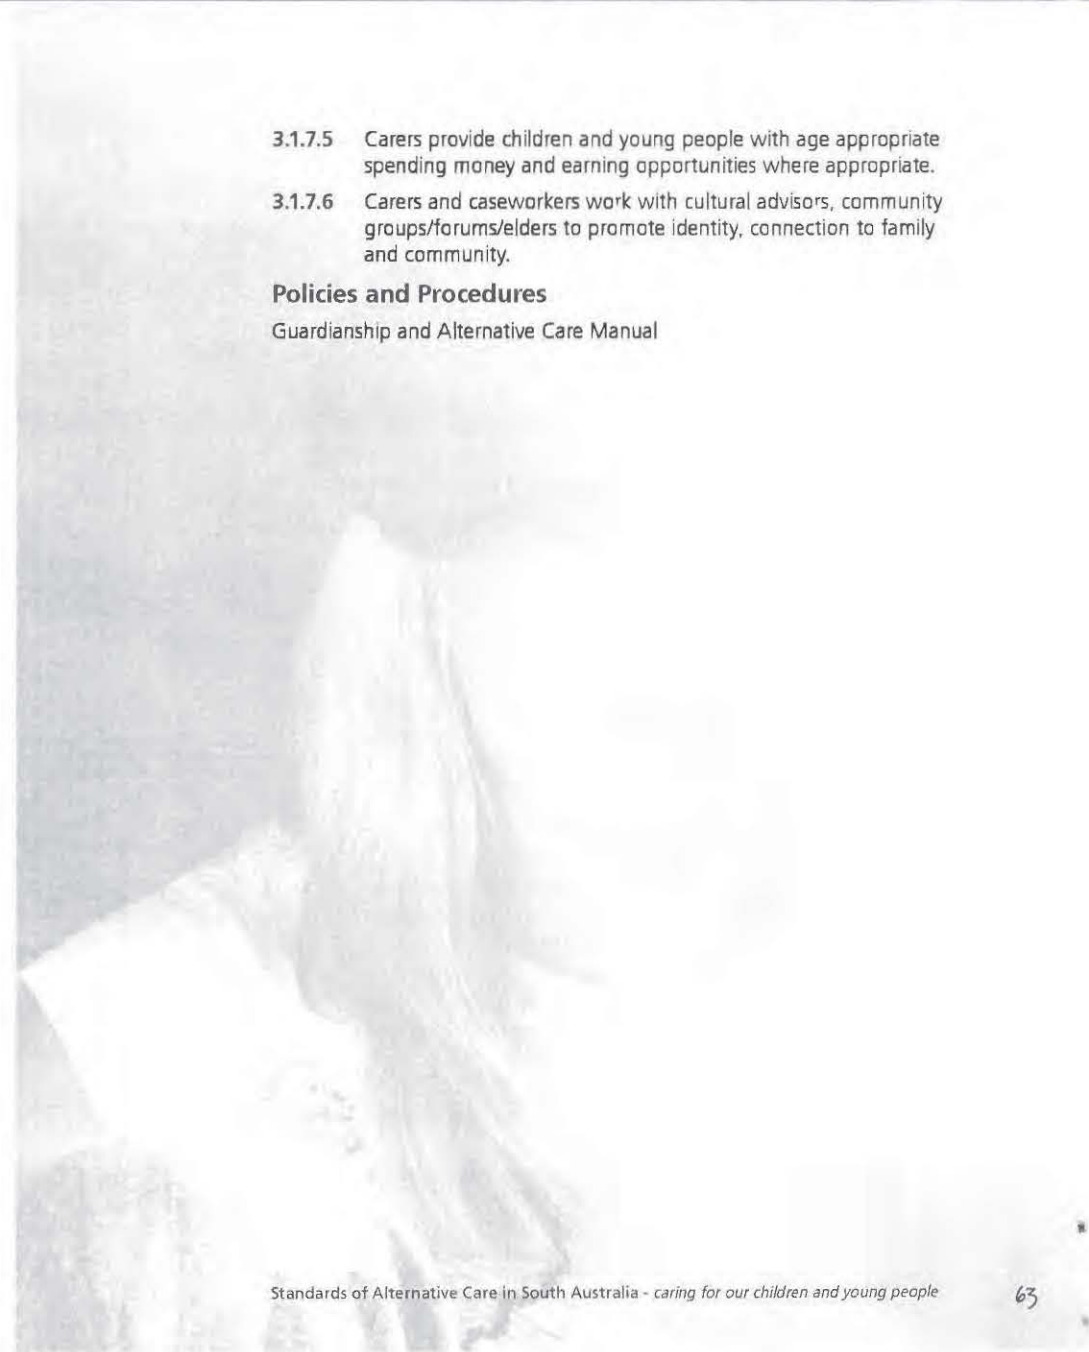 3.1.7.5 Carers provide children and young people with age appropriate
spending money and earning opportunities where appropriate.
3.1.7.6 Carers and caseworkers work with cultural advisors, community
groups/forums/elders to promote identity, connection to family
and community.
Policies and Procedures
Guardianship and Alternative Care Manual
Standards of Alternative Care in South Australia - caring for our children and young people
63